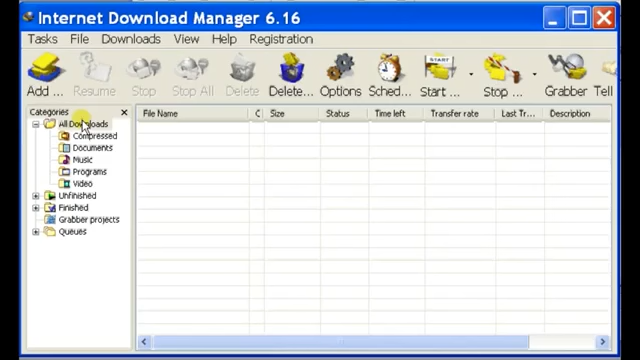 Internet Download Manager 6.16
Tasks File Downloads View Help Registration
Add ... Resume Stop Stop All Delete Delete... Options Sched... Start ... Stop ... Grabber Tell
Categories
File Name Size Status Time left Transfer rate Last Tr... Description
All Downloads
Compressed
Documents
Music
Programs
Video
Unfinished
Finished
Grabber projects
Queues